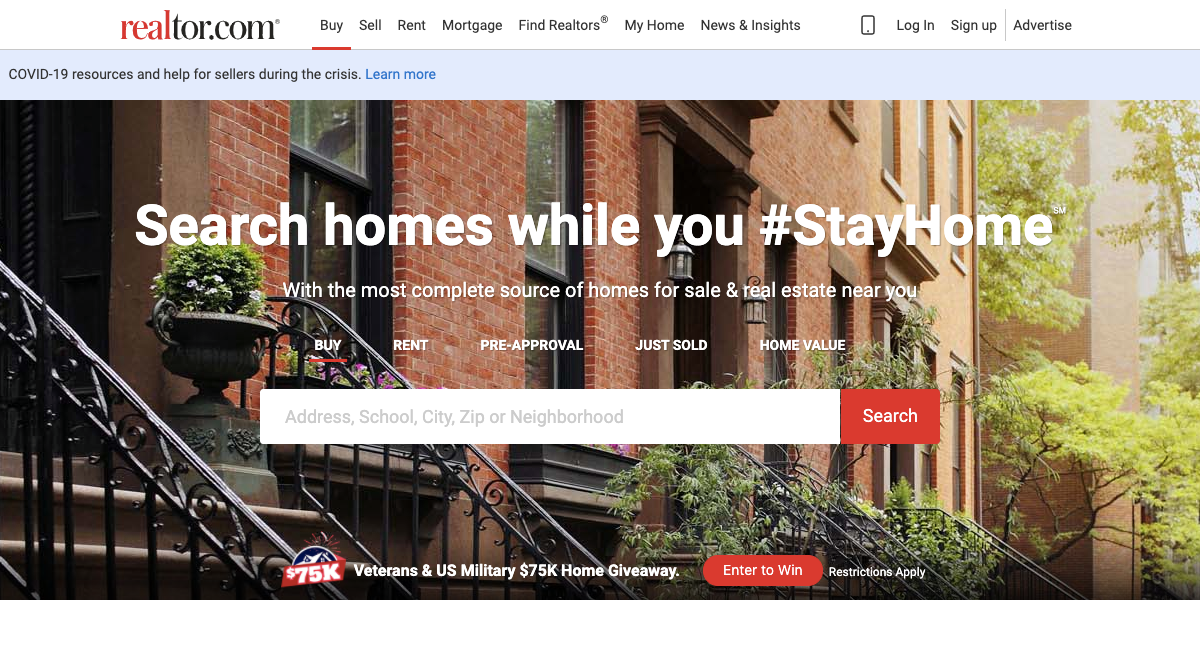 realtor.com®
Buy Sell Rent Mortgage Find Realtors® My Home News & Insights Log In Sign up Advertise
COVID-19 resources and help for sellers during the crisis. Learn more
Search homes while you #StayHome℠
With the most complete source of homes for sale & real estate near you
BUY RENT PRE-APPROVAL JUST SOLD HOME VALUE
Address, School, City, Zip or Neighborhood Search
$75K Veterans & US Military $75K Home Giveaway. Enter to Win Restrictions Apply